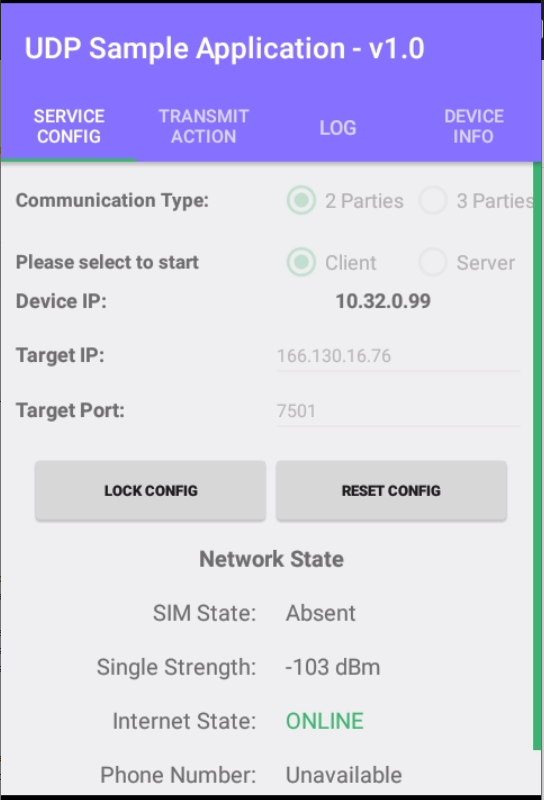 UDP Sample Application - v1.0
SERVICE CONFIG
TRANSMIT ACTION
LOG
DEVICE INFO
Communication Type: 2 Parties 3 Parties
Please select to start Client Server
Device IP: 10.32.0.99
Target IP: 166.130.16.76
Target Port: 7501
LOCK CONFIG RESET CONFIG
Network State
SIM State: Absent
Single Strength: -103 dBm
Internet State: ONLINE
Phone Number: Unavailable